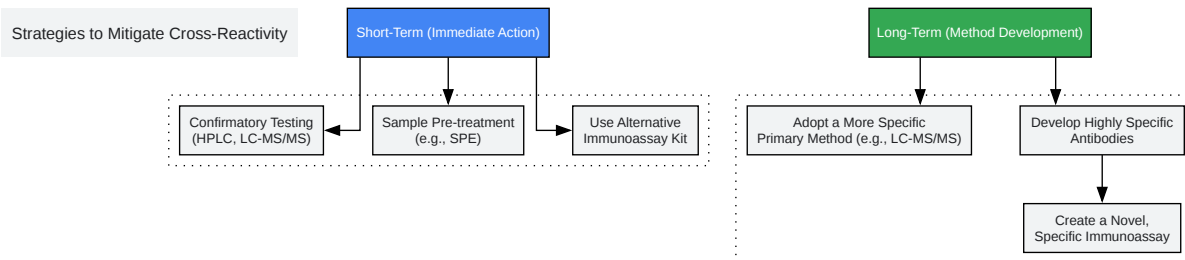 Strategies to Mitigate Cross-Reactivity
Short-Term (Immediate Action)
Long-Term (Method Development)
Confirmatory Testing
(HPLC, LC-MS/MS)
Sample Pre-treatment
(e.g., SPE)
Use Alternative
Immunoassay Kit
Adopt a More Specific
Primary Method (e.g., LC-MS/MS)
Develop Highly Specific
Antibodies
Create a Novel,
Specific Immunoassay